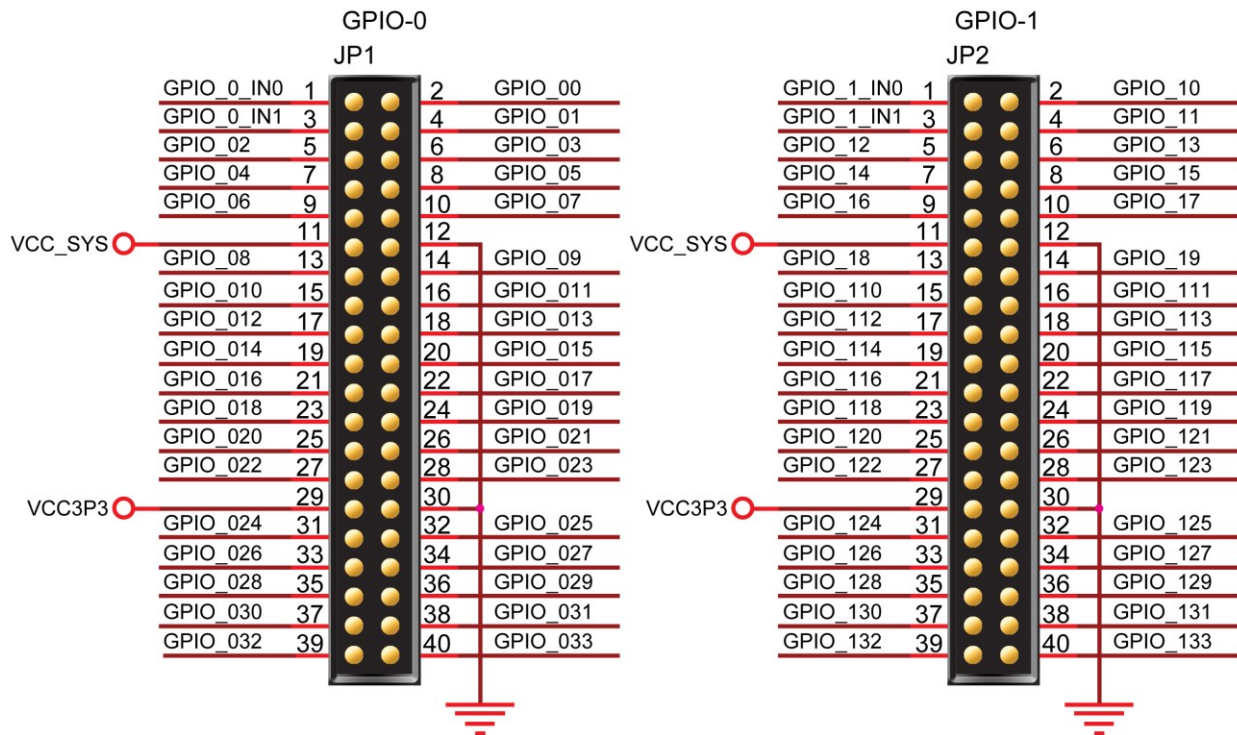 GPIO-0 GPIO-1
JP1 JP2
GPIO_0_IN0 1 2 GPIO_00 GPIO_1_IN0 1 2 GPIO_10
GPIO_0_IN1 3 4 GPIO_01 GPIO_1_IN1 3 4 GPIO_11
GPIO_02 5 6 GPIO_03 GPIO_12 5 6 GPIO_13
GPIO_04 7 8 GPIO_05 GPIO_14 7 8 GPIO_15
GPIO_06 9 10 GPIO_07 GPIO_16 9 10 GPIO_17
VCC_SYS 11 12 VCC_SYS 11 12
GPIO_08 13 14 GPIO_09 GPIO_18 13 14 GPIO_19
GPIO_010 15 16 GPIO_011 GPIO_110 15 16 GPIO_111
GPIO_012 17 18 GPIO_013 GPIO_112 17 18 GPIO_113
GPIO_014 19 20 GPIO_015 GPIO_114 19 20 GPIO_115
GPIO_016 21 22 GPIO_017 GPIO_116 21 22 GPIO_117
GPIO_018 23 24 GPIO_019 GPIO_118 23 24 GPIO_119
GPIO_020 25 26 GPIO_021 GPIO_120 25 26 GPIO_121
GPIO_022 27 28 GPIO_023 GPIO_122 27 28 GPIO_123
VCC3P3 29 30 VCC3P3 29 30
GPIO_024 31 32 GPIO_025 GPIO_124 31 32 GPIO_125
GPIO_026 33 34 GPIO_027 GPIO_126 33 34 GPIO_127
GPIO_028 35 36 GPIO_029 GPIO_128 35 36 GPIO_129
GPIO_030 37 38 GPIO_031 GPIO_130 37 38 GPIO_131
GPIO_032 39 40 GPIO_033 GPIO_132 39 40 GPIO_133